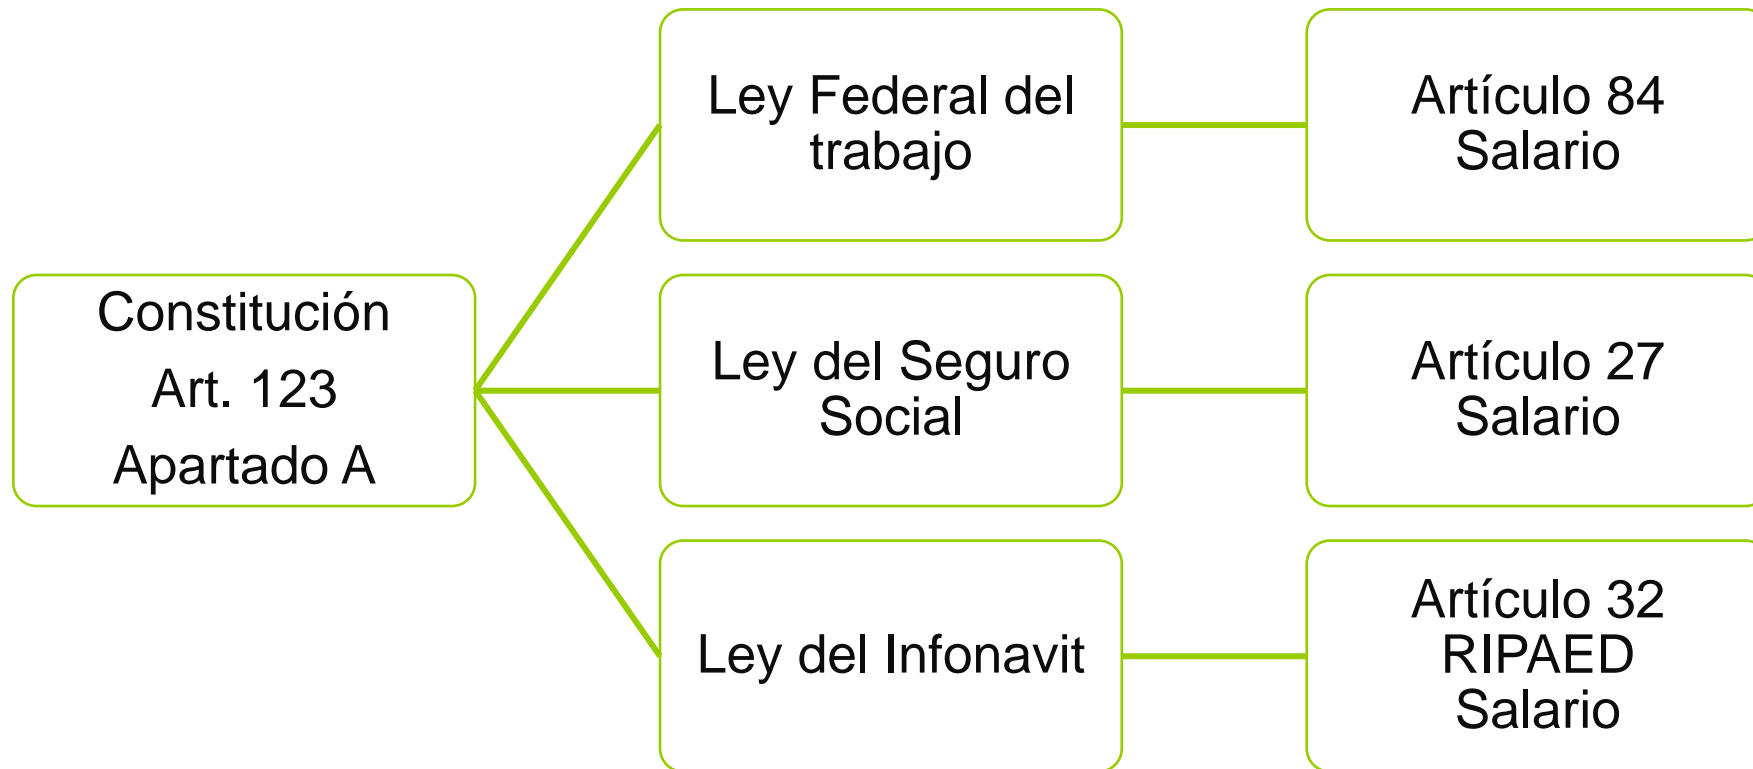 Constitución
Art. 123
Apartado A
Ley Federal del
trabajo
Artículo 84
Salario
Ley del Seguro
Social
Artículo 27
Salario
Ley del Infonavit
Artículo 32
RIPAED
Salario